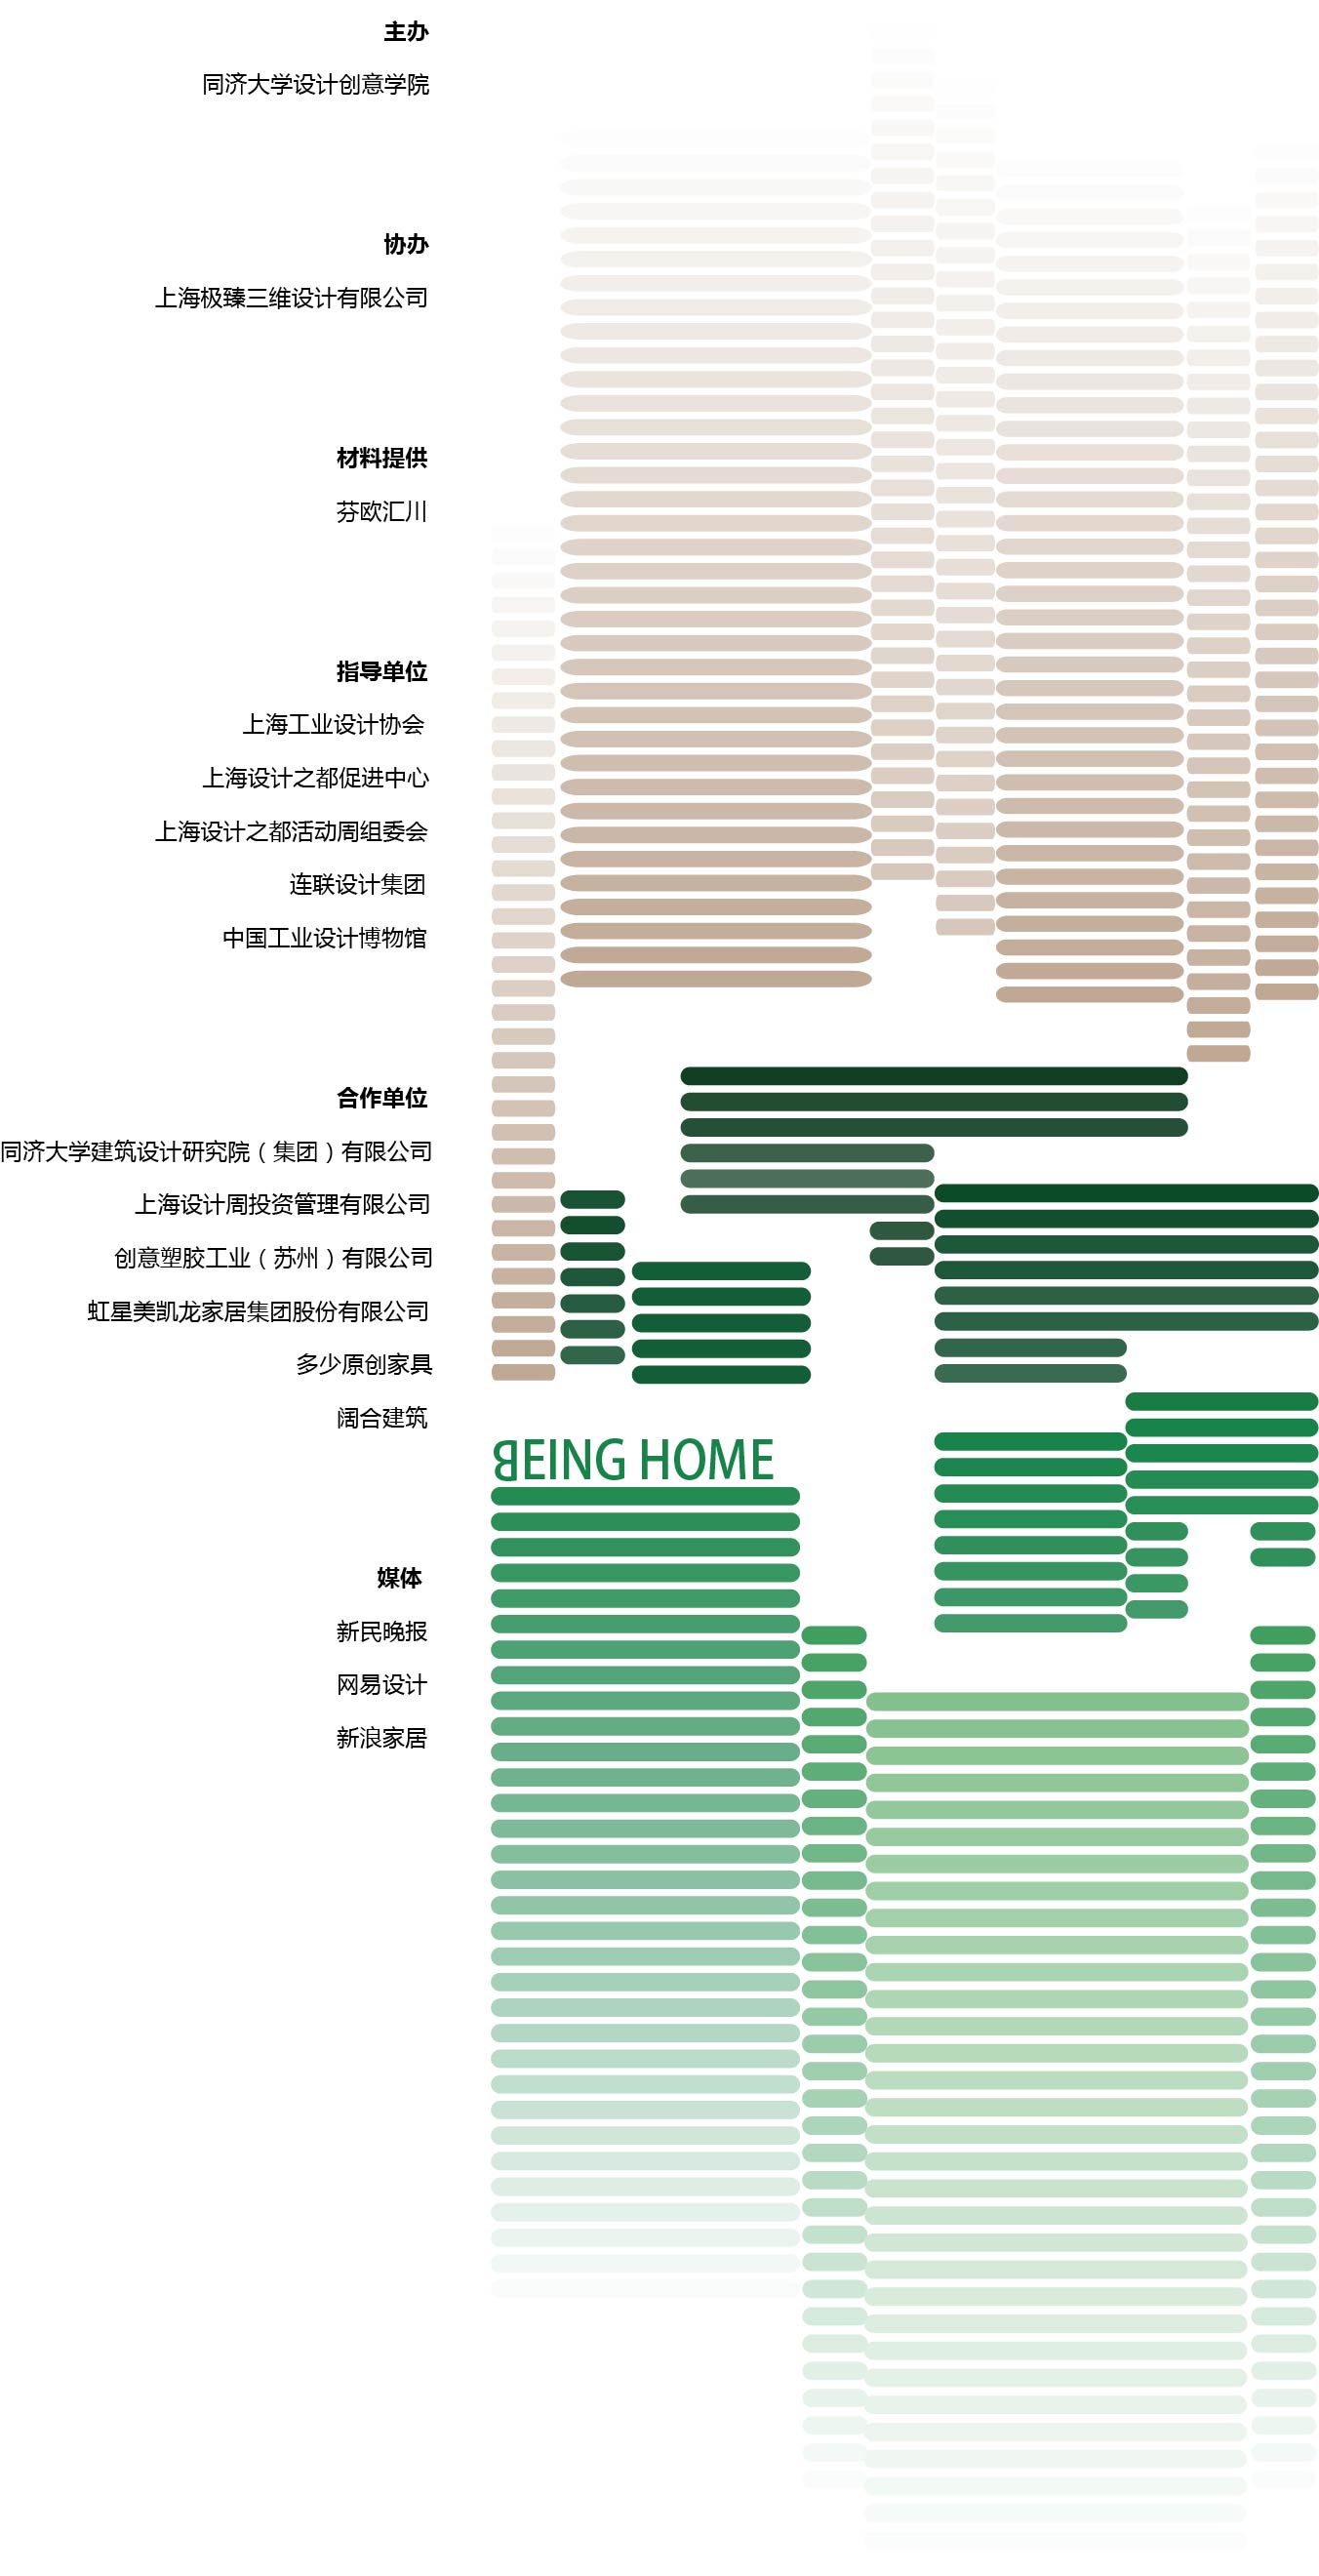 主办
同济大学设计创意学院
协办
上海极臻三维设计有限公司
材料提供
芬欧汇川
指导单位
上海工业设计协会
上海设计之都促进中心
上海设计之都活动周组委会
连联设计集团
中国工业设计博物馆
合作单位
同济大学建筑设计研究院（集团）有限公司
上海设计周投资管理有限公司
创意塑胶工业（苏州）有限公司
虹星美凯龙家居集团股份有限公司
多少原创家具
阔合建筑
BEING HOME
媒体
新民晚报
网易设计
新浪家居